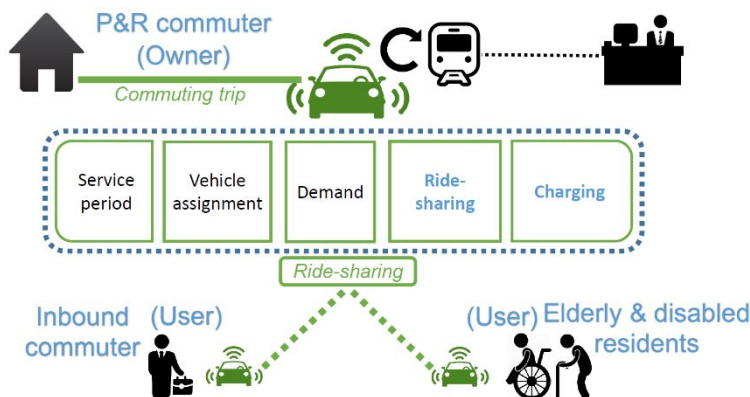 P&R commuter
(Owner)
Commuting trip
Service
period
Vehicle
assignment
Demand
Ride-
sharing
Charging
Ride-sharing
Inbound (User)
commuter
(User) Elderly & disabled
residents